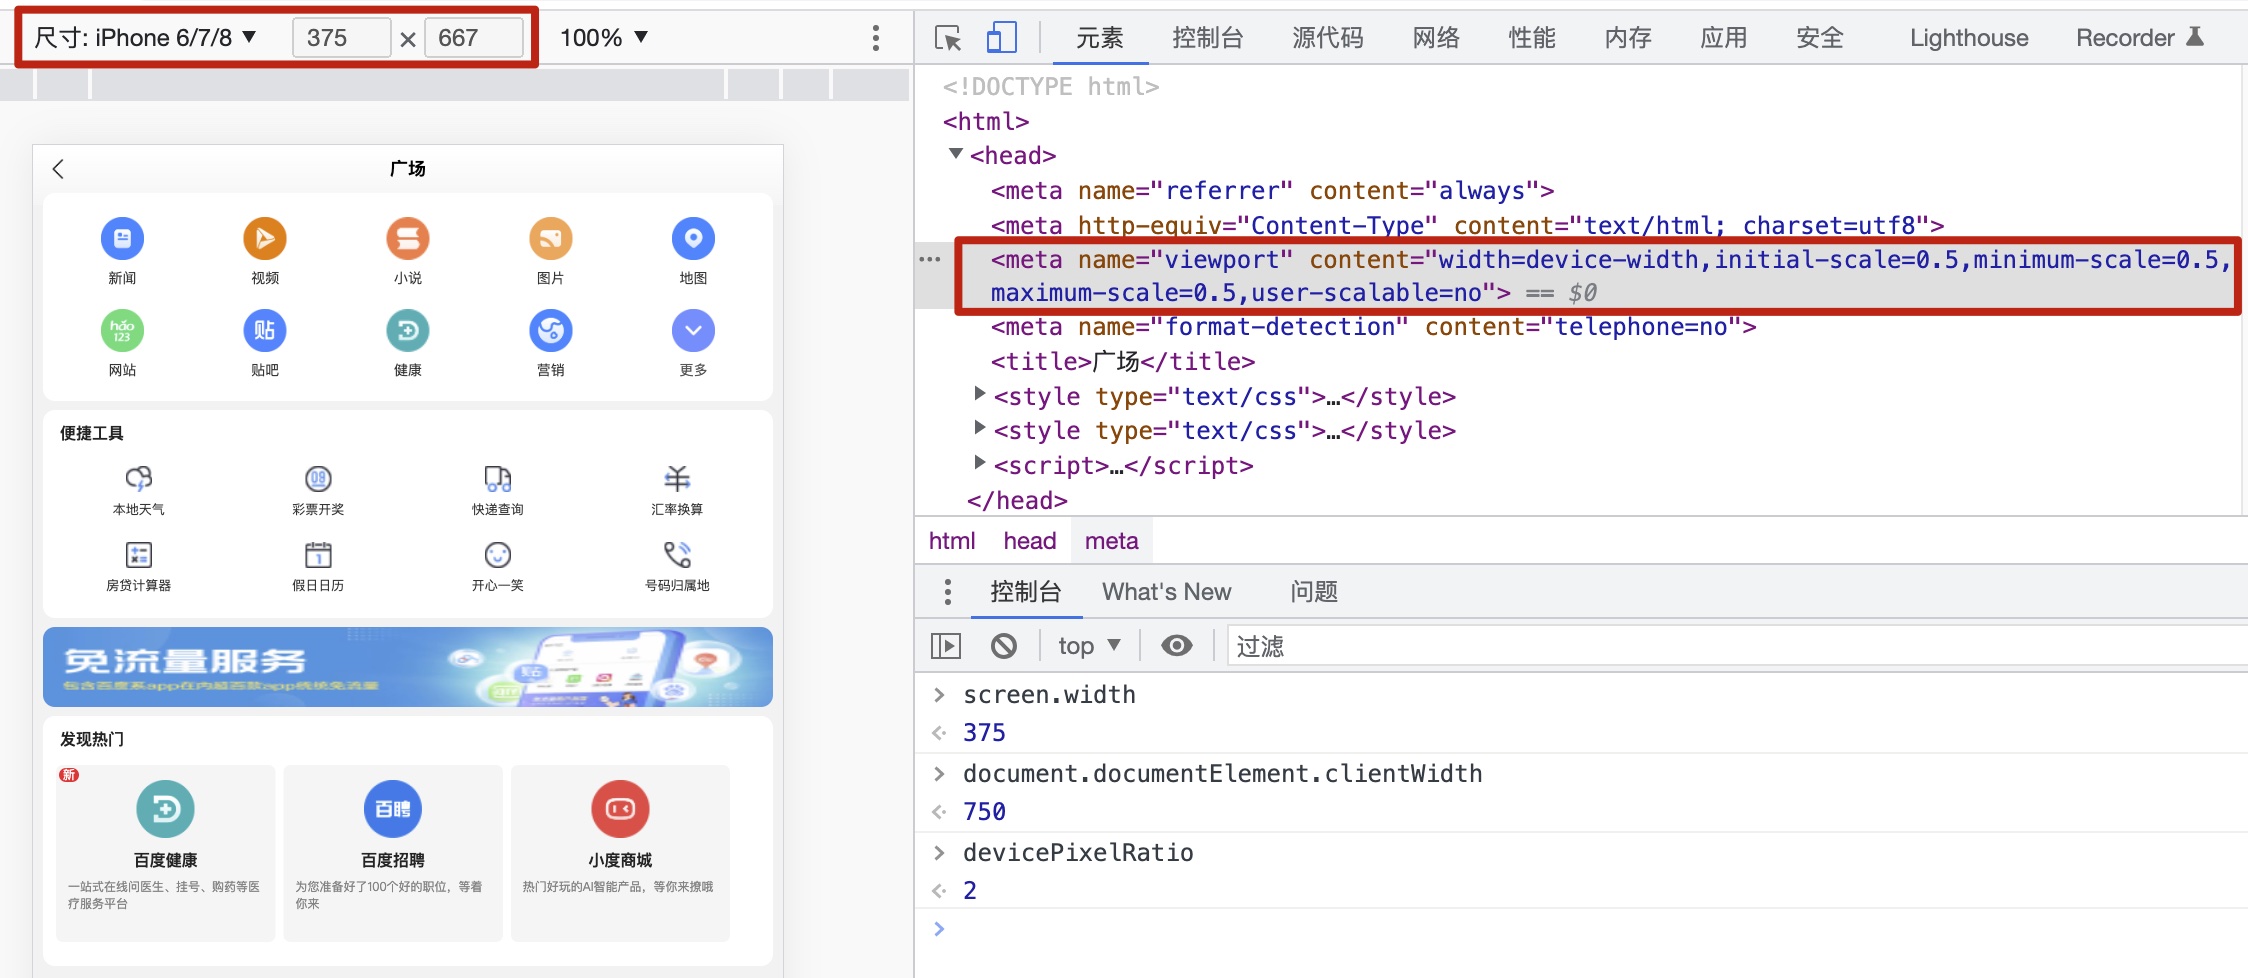 尺寸: iPhone 6/7/8 ▼ 375 × 667 100% ▼
元素 控制台 源代码 网络 性能 内存 应用 安全 Lighthouse Recorder
<!DOCTYPE html>
<html>
<head>
<meta name="referrer" content="always">
<meta http-equiv="Content-Type" content="text/html; charset=utf8">
<meta name="viewport" content="width=device-width,initial-scale=0.5,minimum-scale=0.5,
maximum-scale=0.5,user-scalable=no"> == $0
<meta name="format-detection" content="telephone=no">
<title>广场</title>
<style type="text/css">…</style>
<style type="text/css">…</style>
<script>…</script>
</head>
html head meta
控制台 What's New 问题
top ▼ 过滤
> screen.width
375
> document.documentElement.clientWidth
750
> devicePixelRatio
2
>
广场
新闻 视频 小说 图片 地图
hǎo
123
贴
网站 贴吧 健康 营销 更多
便捷工具
09
本地天气 彩票开奖 快递查询 汇率换算
1
房贷计算器 假日日历 开心一笑 号码归属地
免流量服务
包含百度系app在内超百款app统统免流量
发现热门
新
百聘
百度健康 百度招聘 小度商城
一站式在线问医生、挂号、购药等医
疗服务平台
为您准备好了100个好的职位，等着
你来
热门好玩的AI智能产品，等你来撩哦